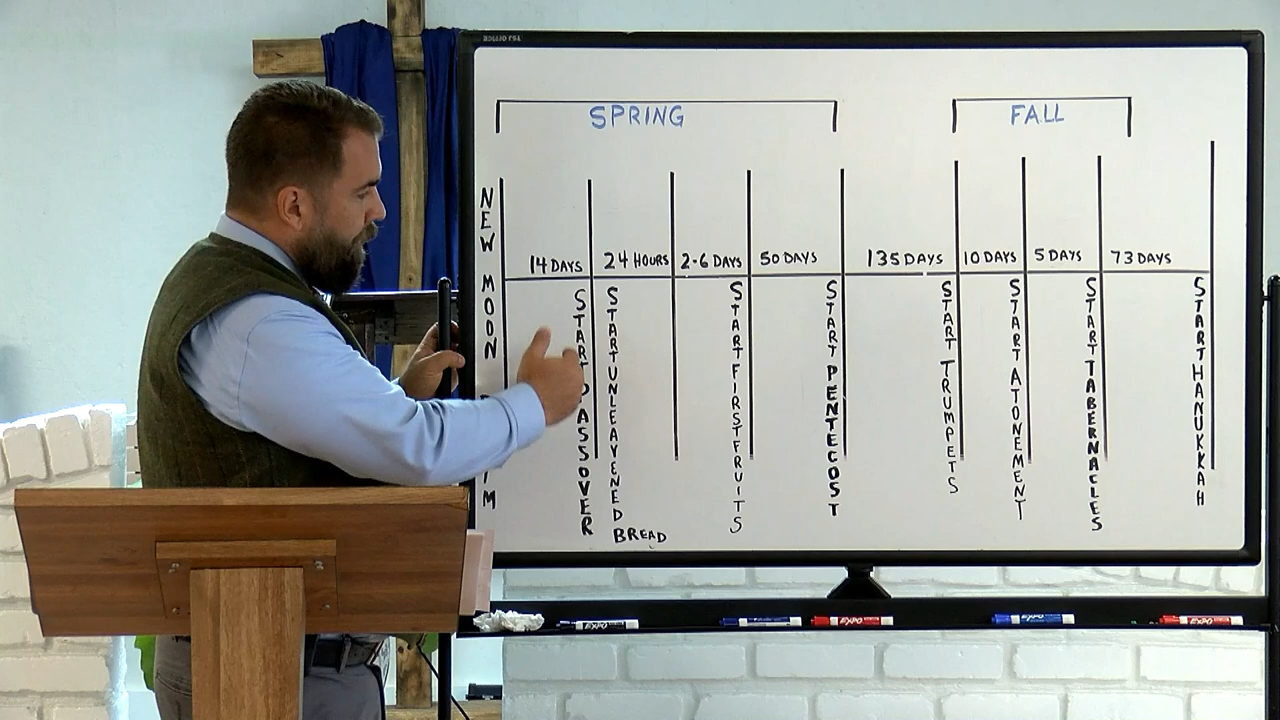 SPRING
FALL
NEW MOON
14 DAYS
24 HOURS
2-6 DAYS
50 DAYS
135 DAYS
10 DAYS
5 DAYS
73 DAYS
START PASSOVER
START UNLEAVENED
BREAD
START FIRSTFRUITS
START PENTECOST
START TRUMPETS
START ATONEMENT
START TABERNACLES
START HANUKKAH
EXPO
EXPO
EXPO